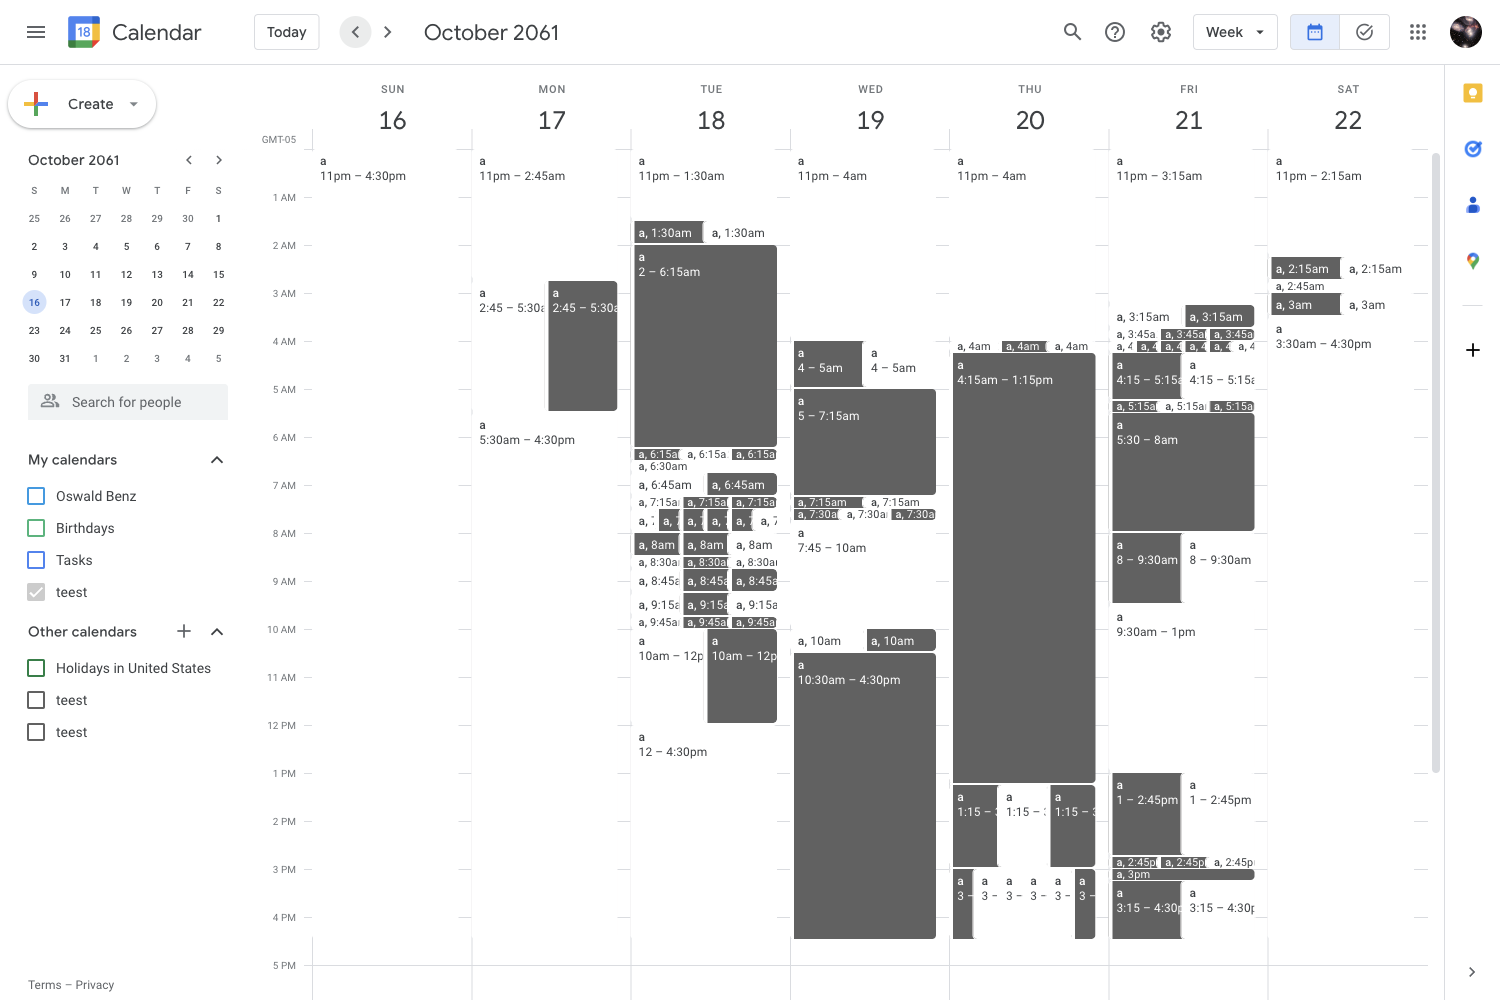 18 Calendar Today October 2061 Week
Create
October 2061
S M T W T F S
25 26 27 28 29 30 1
2 3 4 5 6 7 8
9 10 11 12 13 14 15
16 17 18 19 20 21 22
23 24 25 26 27 28 29
30 31 1 2 3 4 5
Search for people
My calendars
Oswald Benz
Birthdays
Tasks
teest
Other calendars
Holidays in United States
teest
teest
Terms – Privacy
SUN MON TUE WED THU FRI SAT
16 17 18 19 20 21 22
GMT-05
1 AM
2 AM
3 AM
4 AM
5 AM
6 AM
7 AM
8 AM
9 AM
10 AM
11 AM
12 PM
1 PM
2 PM
3 PM
4 PM
5 PM
a
11pm – 4:30pm
a
11pm – 2:45am
a
2:45 – 5:30a
a
2:45 – 5:30a
a
5:30am – 4:30pm
a
11pm – 1:30am
a, 1:30am a, 1:30am
a
2 – 6:15am
a, 6:15a a, 6:15a a, 6:15a
a, 6:30am
a, 6:45am a, 6:45am
a, 7:15a a, 7:15a a, 7:15a
a, 7 a, 7 a, 7 a, 7 a, 7 a, 7
a, 8am a, 8am a, 8am
a, 8:30a a, 8:30a a, 8:30a
a, 8:45a a, 8:45a a, 8:45a
a, 9:15a a, 9:15a a, 9:15a
a, 9:45a a, 9:45a a, 9:45a
a
10am – 12p
a
10am – 12p
a
12 – 4:30pm
a
11pm – 4am
a
4 – 5am
a
4 – 5am
a
5 – 7:15am
a, 7:15am a, 7:15am
a, 7:30a a, 7:30a a, 7:30a
a
7:45 – 10am
a, 10am a, 10am
a
10:30am – 4:30pm
a
11pm – 4am
a, 4am a, 4am a, 4am
a
4:15am – 1:15pm
a
1:15 –
a
1:15 –
a
1:15 –
a a a a a a
3 – 3 – 3 – 3 – 3 – 3 –
a
11pm – 3:15am
a, 3:15am a, 3:15am
a, 3:45a a, 3:45a a, 3:45a
a, 4 a, 4 a, 4 a, 4 a, 4 a, 4
a
4:15 – 5:15a
a
4:15 – 5:15a
a, 5:15a a, 5:15a a, 5:15a
a
5:30 – 8am
a
8 – 9:30am
a
8 – 9:30am
a
9:30am – 1pm
a
1 – 2:45pm
a
1 – 2:45pm
a, 2:45p a, 2:45p a, 2:45p
a, 3pm
a
3:15 – 4:30p
a
3:15 – 4:30p
a
11pm – 2:15am
a, 2:15am a, 2:15am
a, 2:45am
a, 3am a, 3am
a
3:30am – 4:30pm